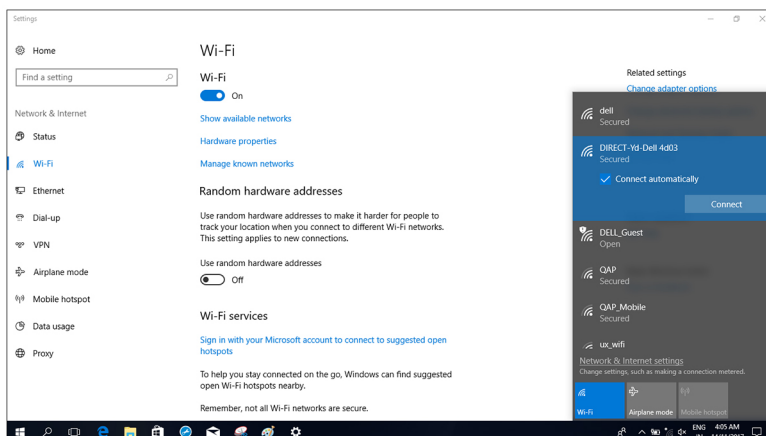 Settings
Home
Find a setting
Network & Internet
Status
Wi-Fi
Ethernet
Dial-up
VPN
Airplane mode
Mobile hotspot
Data usage
Proxy
Wi-Fi
Wi-Fi
On
Show available networks
Hardware properties
Manage known networks
Random hardware addresses
Use random hardware addresses to make it harder for people to
track your location when you connect to different Wi-Fi networks.
This setting applies to new connections.
Use random hardware addresses
Off
Wi-Fi services
Sign in with your Microsoft account to connect to suggested open
hotspots
To help you stay connected on the go, Windows can find suggested
open Wi-Fi hotspots nearby.
Remember, not all Wi-Fi networks are secure.
Related settings
Change adapter options
dell
Secured
DIRECT-Yd-Dell 4d03
Secured
Connect automatically
Connect
DELL_Guest
Open
QAP
Secured
QAP_Mobile
Secured
ux_wifi
Network & Internet settings
Change settings, such as making a connection metered.
Wi-Fi
Airplane mode
Mobile hotspot
ENG
4:05 AM
IN
14/11/2017